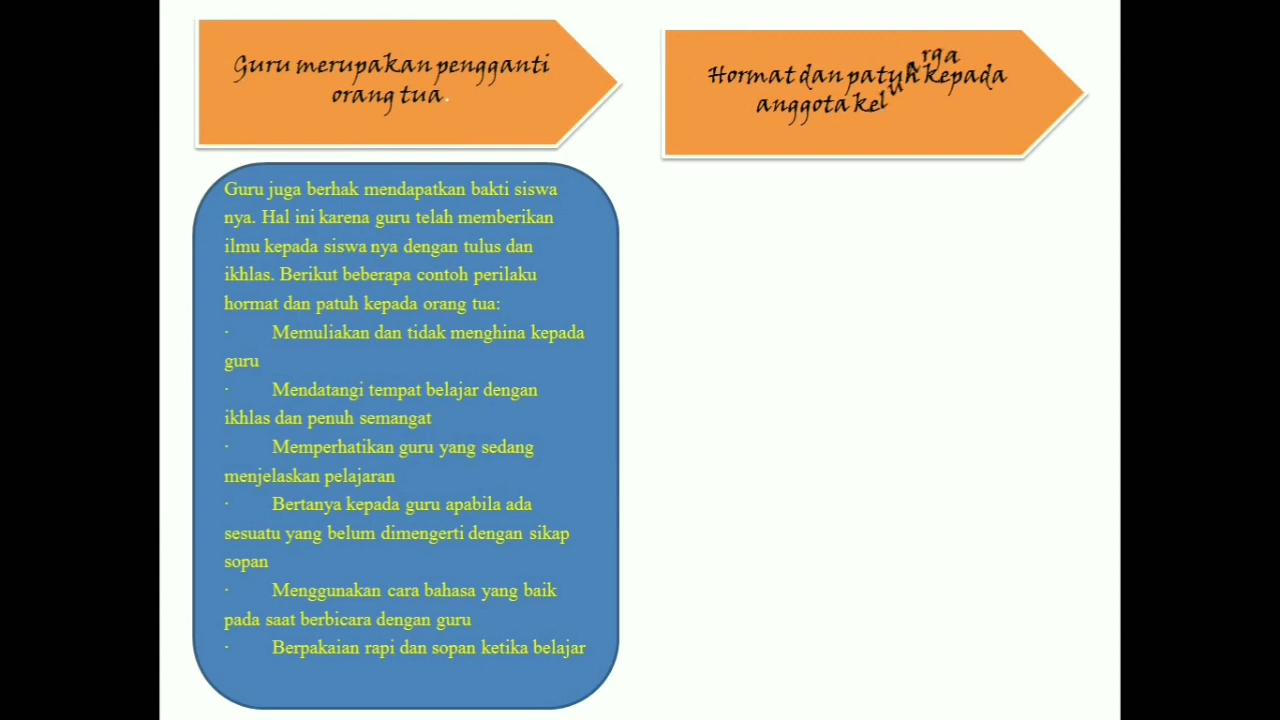 Guru merupakan pengganti
orang tua.
Guru juga berhak mendapatkan bakti siswa
nya. Hal ini karena guru telah memberikan
ilmu kepada siswa nya dengan tulus dan
ikhlas. Berikut beberapa contoh perilaku
hormat dan patuh kepada orang tua:
· Memuliakan dan tidak menghina kepada
guru
· Mendatangi tempat belajar dengan
ikhlas dan penuh semangat
· Memperhatikan guru yang sedang
menjelaskan pelajaran
· Bertanya kepada guru apabila ada
sesuatu yang belum dimengerti dengan sikap
sopan
· Menggunakan cara bahasa yang baik
pada saat berbicara dengan guru
· Berpakaian rapi dan sopan ketika belajar
Hormat dan patuh kepada
anggota keluarga